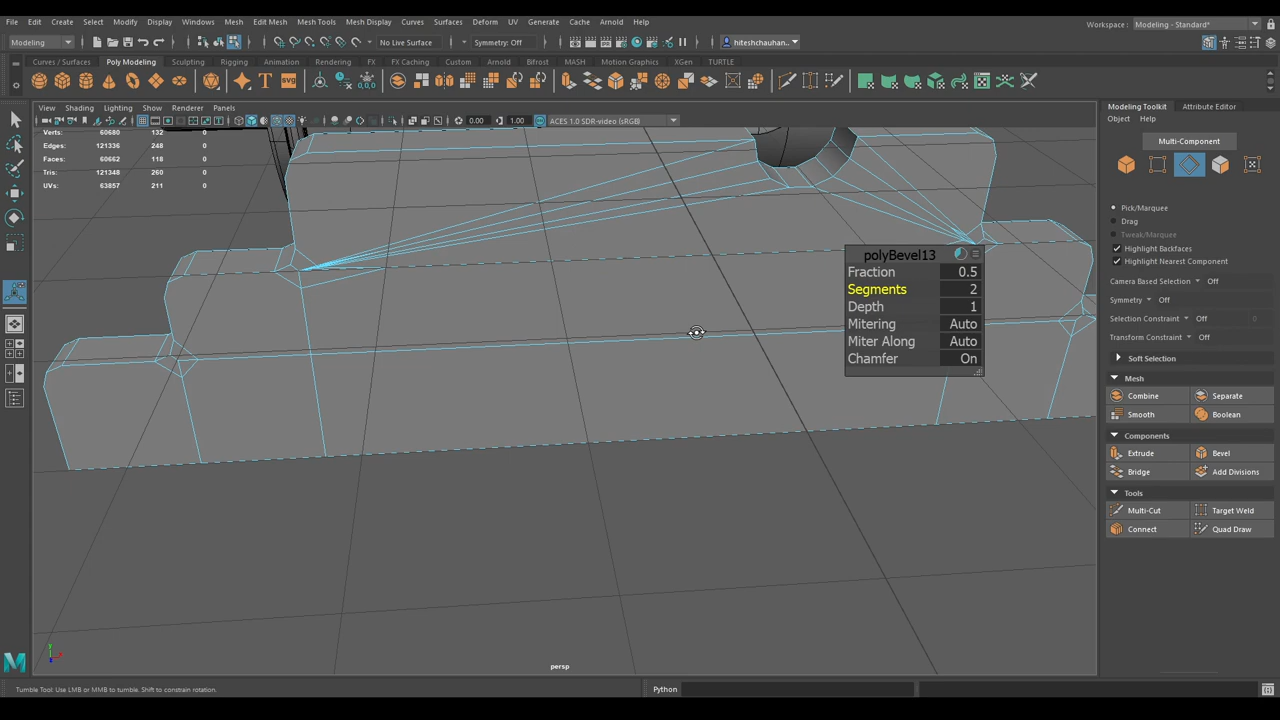 File Edit Create Select Modify Display Windows Mesh Edit Mesh Mesh Tools Mesh Display Curves Surfaces Deform UV Generate Cache Arnold Help
Workspace : Modeling - Standard*
Modeling No Live Surface Symmetry: Off hiteshchauhan...
Curves / Surfaces Poly Modeling Sculpting Rigging Animation Rendering FX FX Caching Custom Arnold Bifrost MASH Motion Graphics XGen TURTLE
SVG
0,0,0
View Shading Lighting Show Renderer Panels
0.00 1.00 ACES 1.0 SDR-video (sRGB)
Verts: 60680 132 0
Edges: 121336 248 0
Faces: 60662 118 0
Tris: 121348 260 0
UVs: 63857 211 0
polyBevel13
Fraction 0.5
Segments 2
Depth 1
Mitering Auto
Miter Along Auto
Chamfer On
persp
Modeling Toolkit Attribute Editor
Object Help
Multi-Component
Pick/Marquee
Drag
Tweak/Marquee
Highlight Backfaces
Highlight Nearest Component
Camera Based Selection Off
Symmetry Off
Selection Constraint Off 0
Transform Constraint Off
Soft Selection
Mesh
Combine Separate
Smooth Boolean
Components
Extrude Bevel
Bridge Add Divisions
Tools
Multi-Cut Target Weld
Connect Quad Draw
Tumble Tool: Use LMB or MMB to tumble. Shift to constrain rotation.
Python